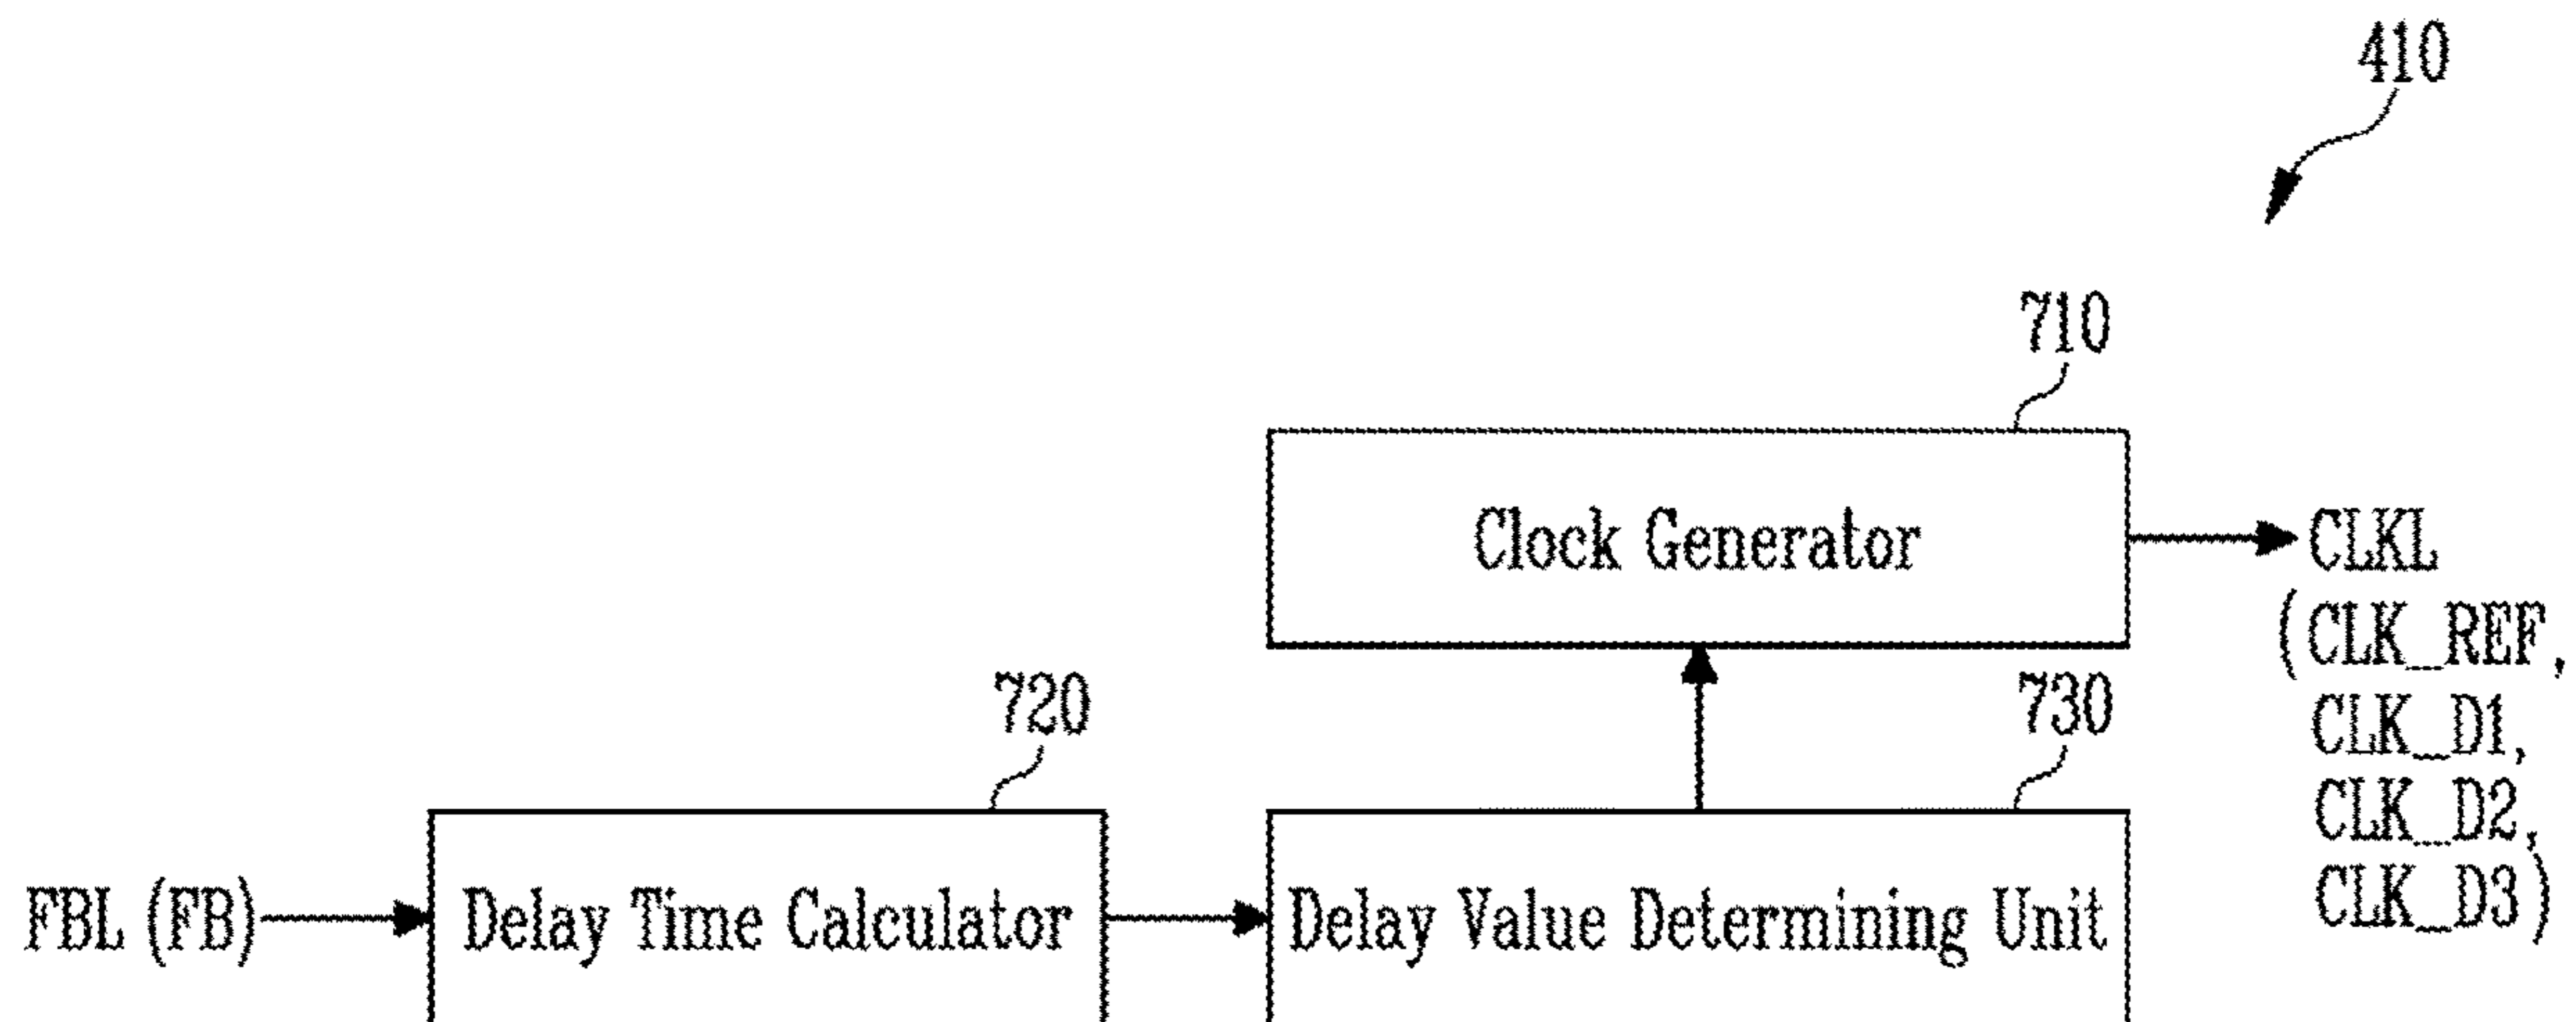 410
710
Clock Generator
CLKL
(CLK_REF,
CLK_D1,
CLK_D2,
CLK_D3)
720
730
FBL (FB)
Delay Time Calculator
Delay Value Determining Unit